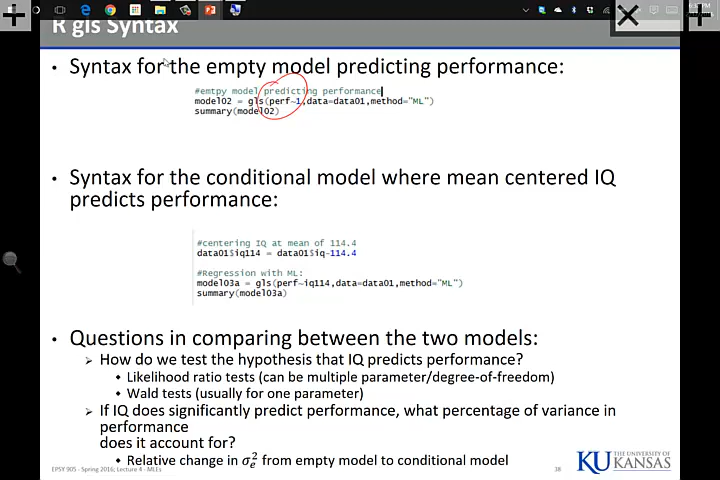 R gls Syntax
• Syntax for the empty model predicting performance:
#emtpy model predicting performance
model02 = gls(perf~1,data=data01,method="ML")
summary(model02)
• Syntax for the conditional model where mean centered IQ
predicts performance:
#centering IQ at mean of 114.4
data01$iq114 = data01$iq-114.4
#Regression with ML:
model03a = gls(perf~iq114,data=data01,method="ML")
summary(model03a)
• Questions in comparing between the two models:
➢ How do we test the hypothesis that IQ predicts performance?
• Likelihood ratio tests (can be multiple parameter/degree-of-freedom)
• Wald tests (usually for one parameter)
➢ If IQ does significantly predict performance, what percentage of variance in
performance
does it account for?
• Relative change in σ²ₑ from empty model to conditional model
EPSY 905 - Spring 2016; Lecture 4 - MLEs
38
KU THE UNIVERSITY OF
KANSAS